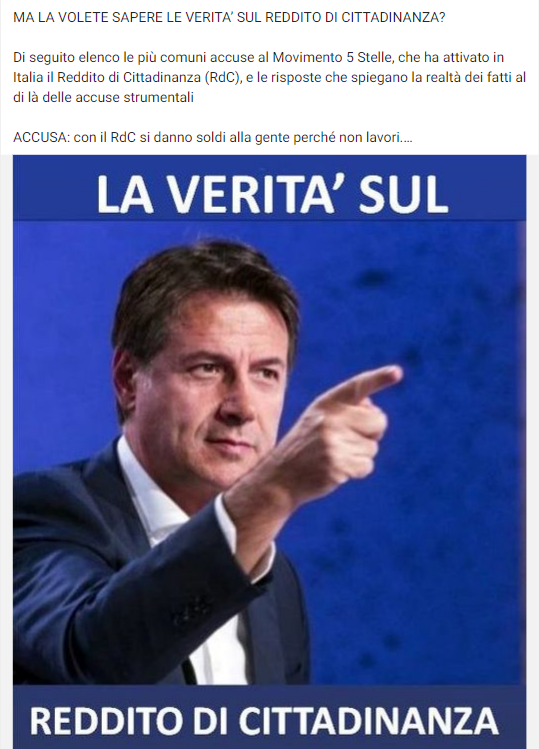 MA LA VOLETE SAPERE LE VERITA’ SUL REDDITO DI CITTADINANZA?
Di seguito elenco le più comuni accuse al Movimento 5 Stelle, che ha attivato in
Italia il Reddito di Cittadinanza (RdC), e le risposte che spiegano la realtà dei fatti al
di là delle accuse strumentali
ACCUSA: con il RdC si danno soldi alla gente perché non lavori....
LA VERITA’ SUL
REDDITO DI CITTADINANZA